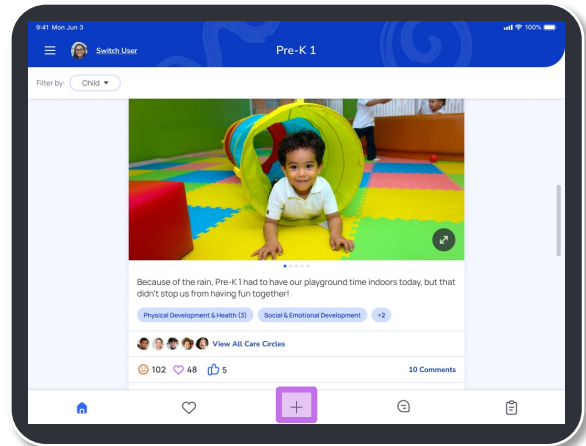 9:41 Mon Jun 3
100%
Switch User
Pre-K 1
Filter by: Child
Because of the rain, Pre-K 1 had to have our playground time indoors today, but that
didn't stop us from having fun together!
Physical Development & Health (3) Social & Emotional Development +2
View All Care Circles
102 48 5 10 Comments